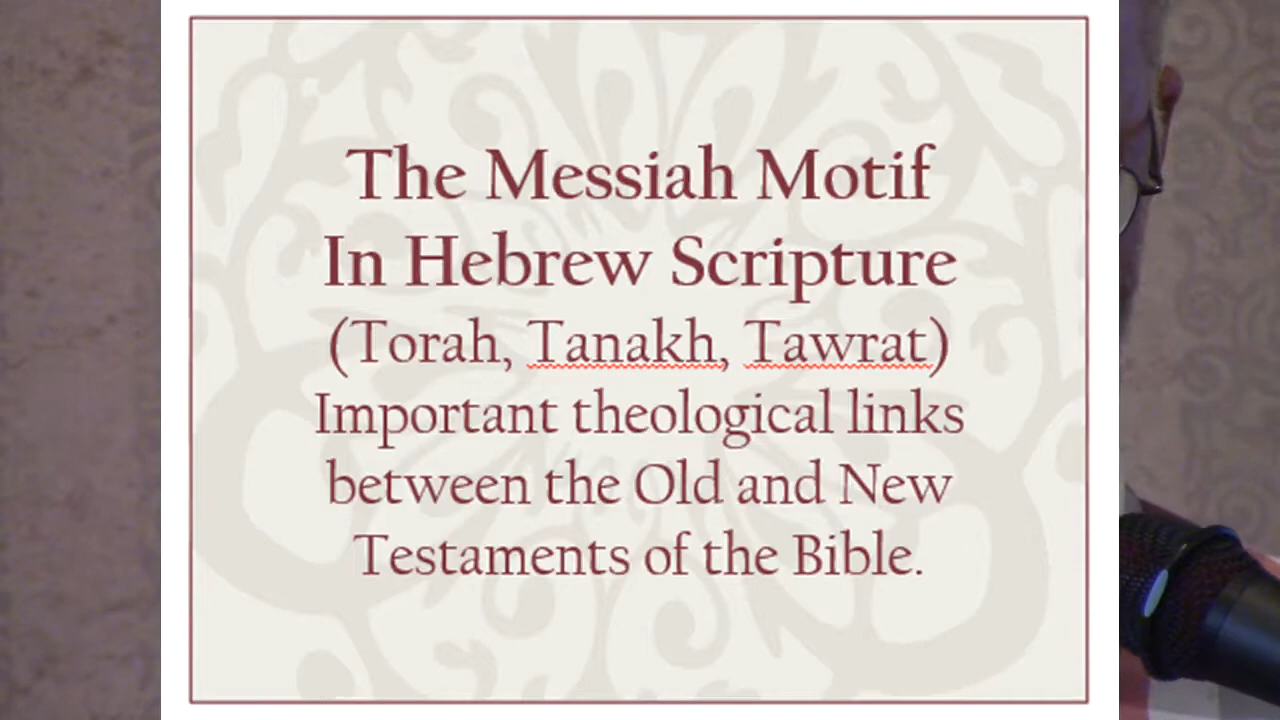 The Messiah Motif
In Hebrew Scripture
(Torah, Tanakh, Tawrat)
Important theological links
between the Old and New
Testaments of the Bible.